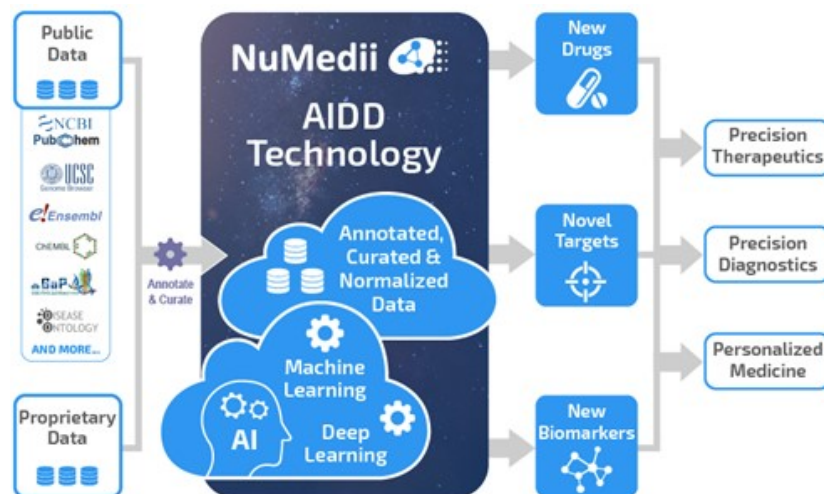 Public
Data
NCBI
PubChem
UCSC
Genome Browser
e!Ensembl
ChEMBL
dbGaP
DISEASE
ONTOLOGY
AND MORE...
Proprietary
Data
Annotate
& Curate
NuMedii
AIDD
Technology
Annotated,
Curated &
Normalized
Data
Machine
Learning
AI
Deep
Learning
New
Drugs
Novel
Targets
New
Biomarkers
Precision
Therapeutics
Precision
Diagnostics
Personalized
Medicine